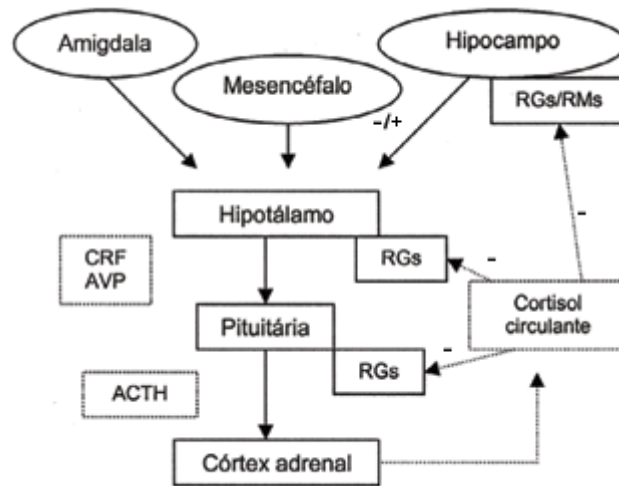 Amigdala
Hipocampo
Mesencéfalo
RGs/RMs
-/+
-
Hipotálamo
CRF
AVP
RGs
-
Cortisol
circulante
Pituitária
-
RGs
ACTH
Córtex adrenal